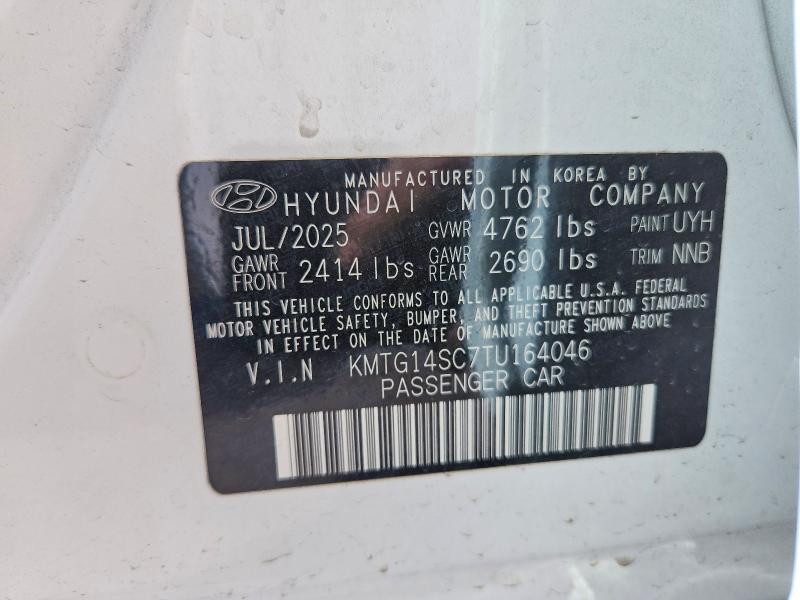 MANUFACTURED IN KOREA BY
HYUNDAI MOTOR COMPANY
JUL/2025 GVWR 4762 lbs PAINT UYH
GAWR FRONT 2414 lbs GAWR REAR 2690 lbs TRIM NNB
THIS VEHICLE CONFORMS TO ALL APPLICABLE U.S.A. FEDERAL
MOTOR VEHICLE SAFETY, BUMPER, AND THEFT PREVENTION STANDARDS
IN EFFECT ON THE DATE OF MANUFACTURE SHOWN ABOVE
V.I.N KMTG14SC7TU164046
PASSENGER CAR